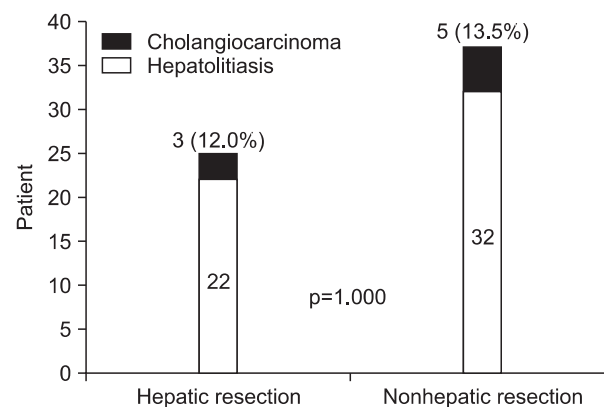 40
35
30
25
20
15
10
5
0
Patient
Cholangiocarcinoma
Hepatolitiasis
3 (12.0%)
22
p=1.000
5 (13.5%)
32
Hepatic resection
Nonhepatic resection